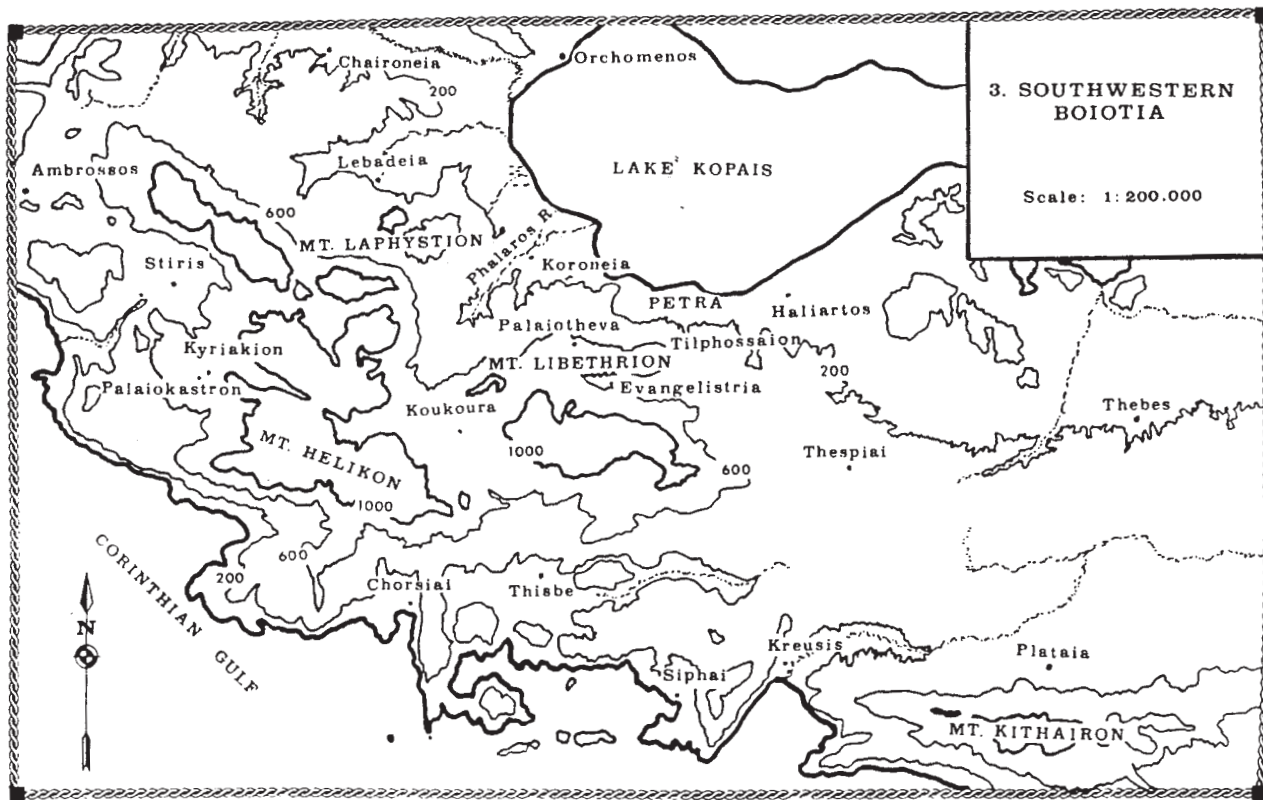 Chaironeia
Orchomenos
200
3. SOUTHWESTERN
BOIOTIA
Scale: 1:200.000
Ambrossos
Lebadeia
LAKE KOPAIS
600
MT. LAPHYSTION
Phalaros R.
Stiris
Koroneia
PETRA
Haliartos
Palaiotheva
Tilphossaion
Kyriakion
MT. LIBETHRION
200
Palaiokastron
Evangelistria
Koukoura
Thebes
MT. HELIKON
1000
Thespiai
600
1000
CORINTHIAN GULF
600
200
Chorsiai
Thisbe
N
Kreusis
Plataia
Siphai
MT. KITHAIRON